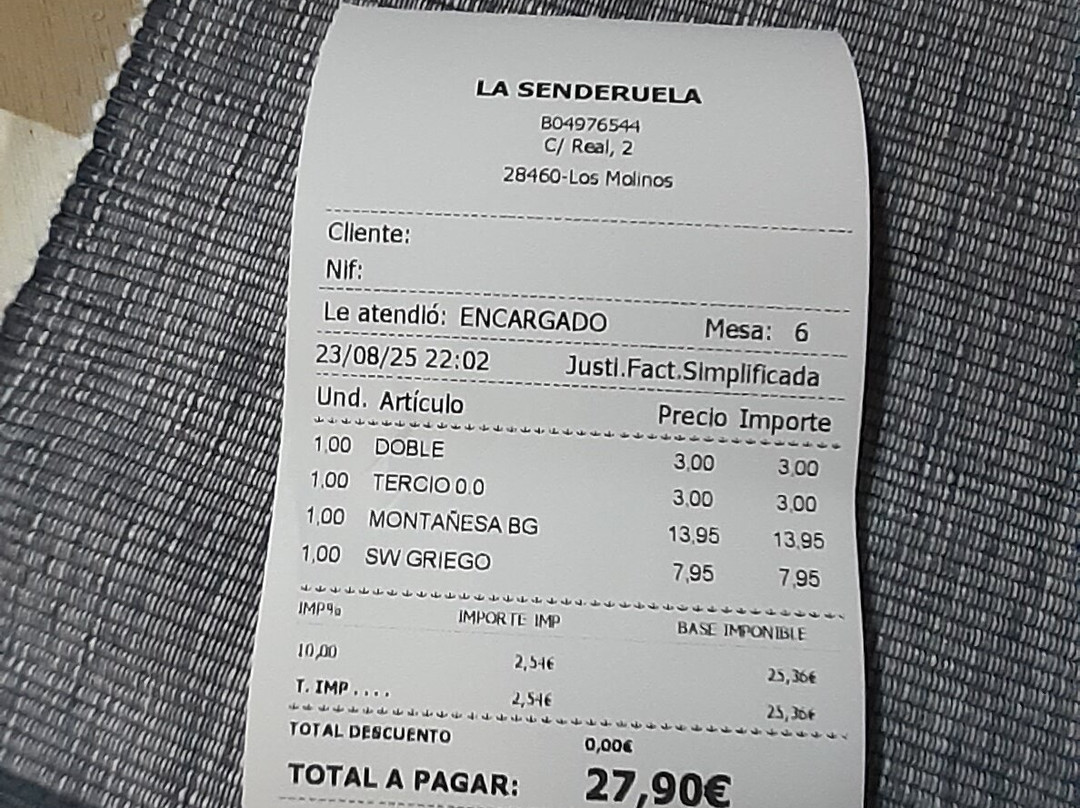 LA SENDERUELA
B04976544
C/ Real, 2
28460-Los Molinos
Cliente:
Nif:
Le atendió: ENCARGADO Mesa: 6
23/08/25 22:02 Justi.Fact.Simplificada
Und. Artículo Precio Importe
1,00 DOBLE 3,00 3,00
1,00 TERCIO 0 0 3,00 3,00
1,00 MONTAÑESA BG 13,95 13,95
1,00 SW GRIEGO 7,95 7,95
IMP% IMPORTE IMP BASE IMPONIBLE
10,00 2,54€ 25,36€
T. IMP.... 2,54€ 25,36€
TOTAL DESCUENTO 0,00€
TOTAL A PAGAR: 27,90€